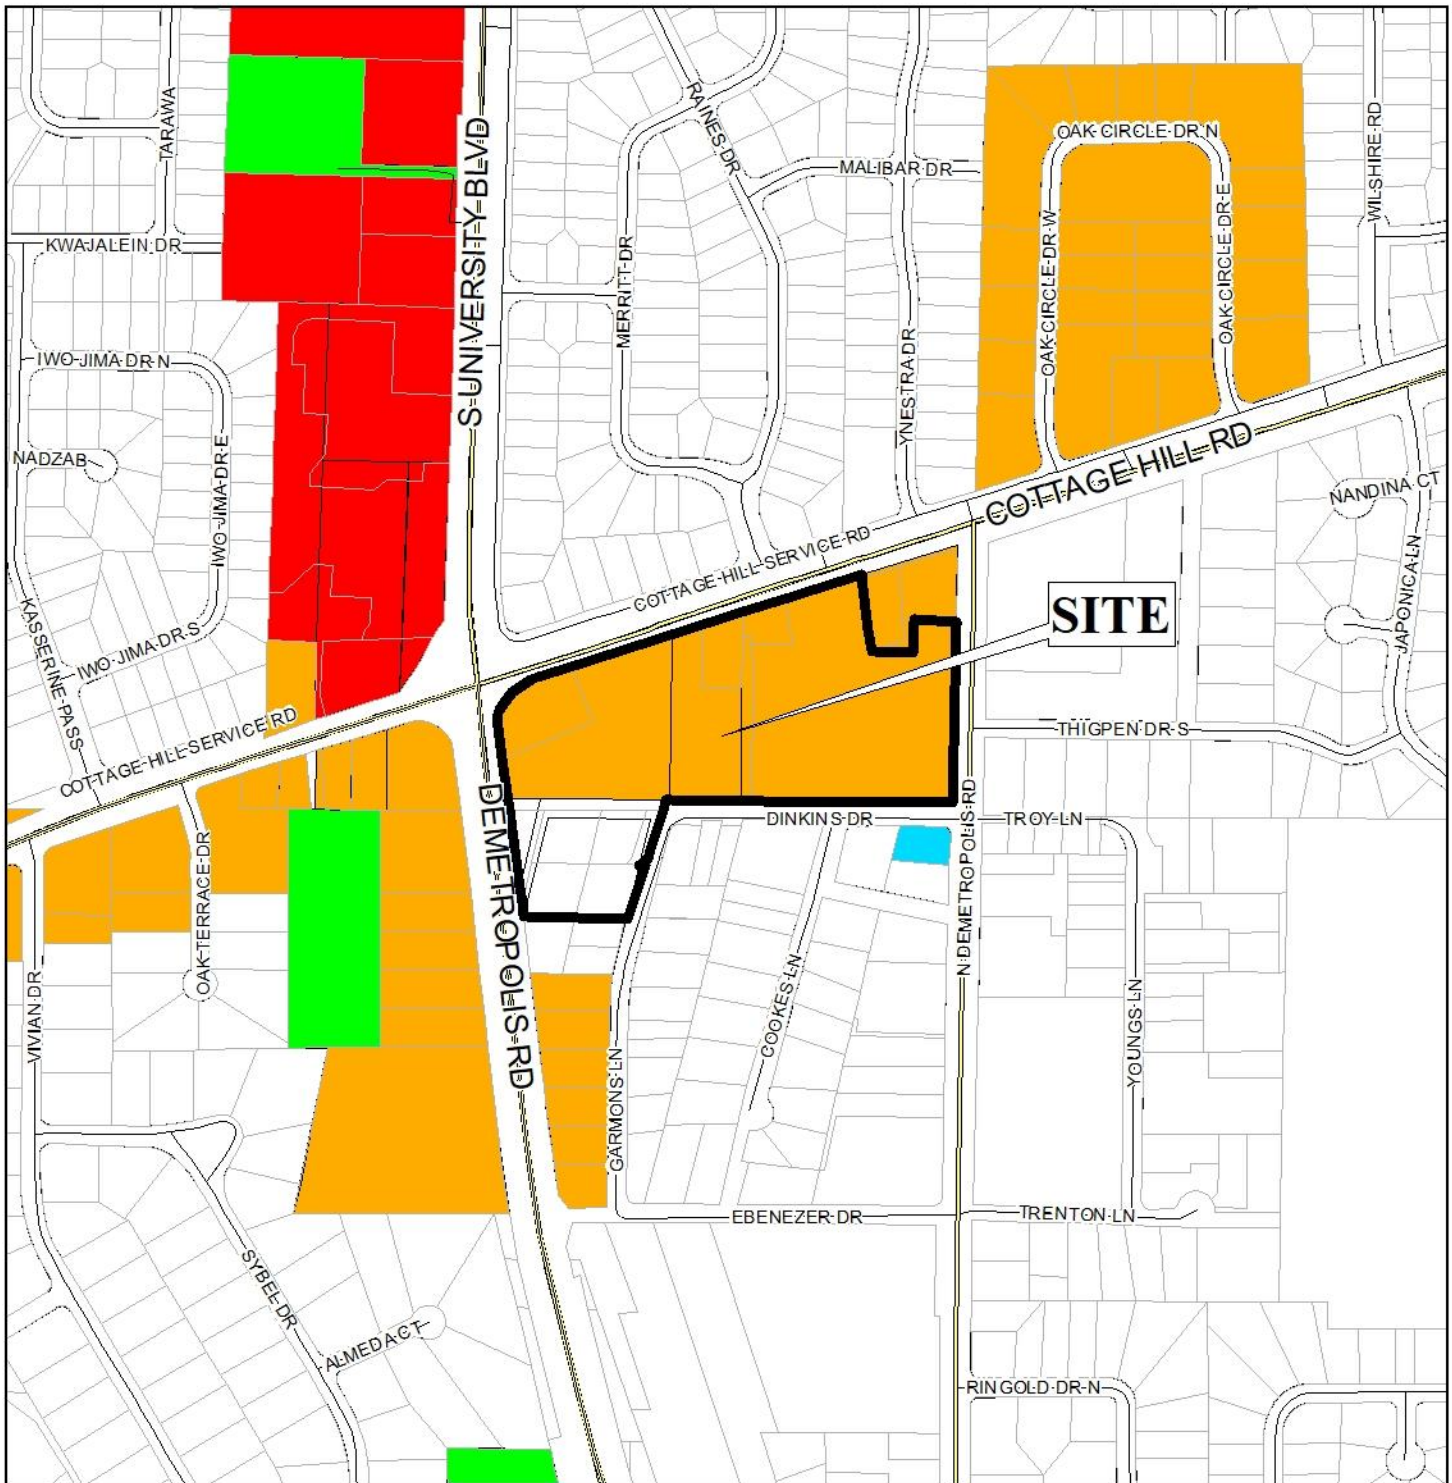 TARAWA
S UNIVERSITY BLVD
RAINES DR
MALIBAR DR
OAK CIRCLE DR N
WILSHIRE RD
KWAJALEIN DR
MERRITT DR
OAK CIRCLE DR W
OAK CIRCLE DR E
IWO JIMA DR N
YNESTRA DR
NADZAB
IWO JIMA DR E
COTTAGE HILL RD
NANDINA CT
COTTAGE HILL SERVICE RD
SITE
KASSERINE PASS
IWO JIMA DR S
JAPONICA LN
COTTAGE HILL SERVICE RD
THIGPEN DR S
DEMETROPOLIS RD
DINKINS DR
TROY LN
OAK TERRACE DR
N DEMETROPOLIS RD
VIVIAN DR
COOKES LN
YOUNGS LN
GARMONS LN
EBENEZER DR
TRENTON LN
SYBEL DR
ALMEDA CT
RINGOLD DR N